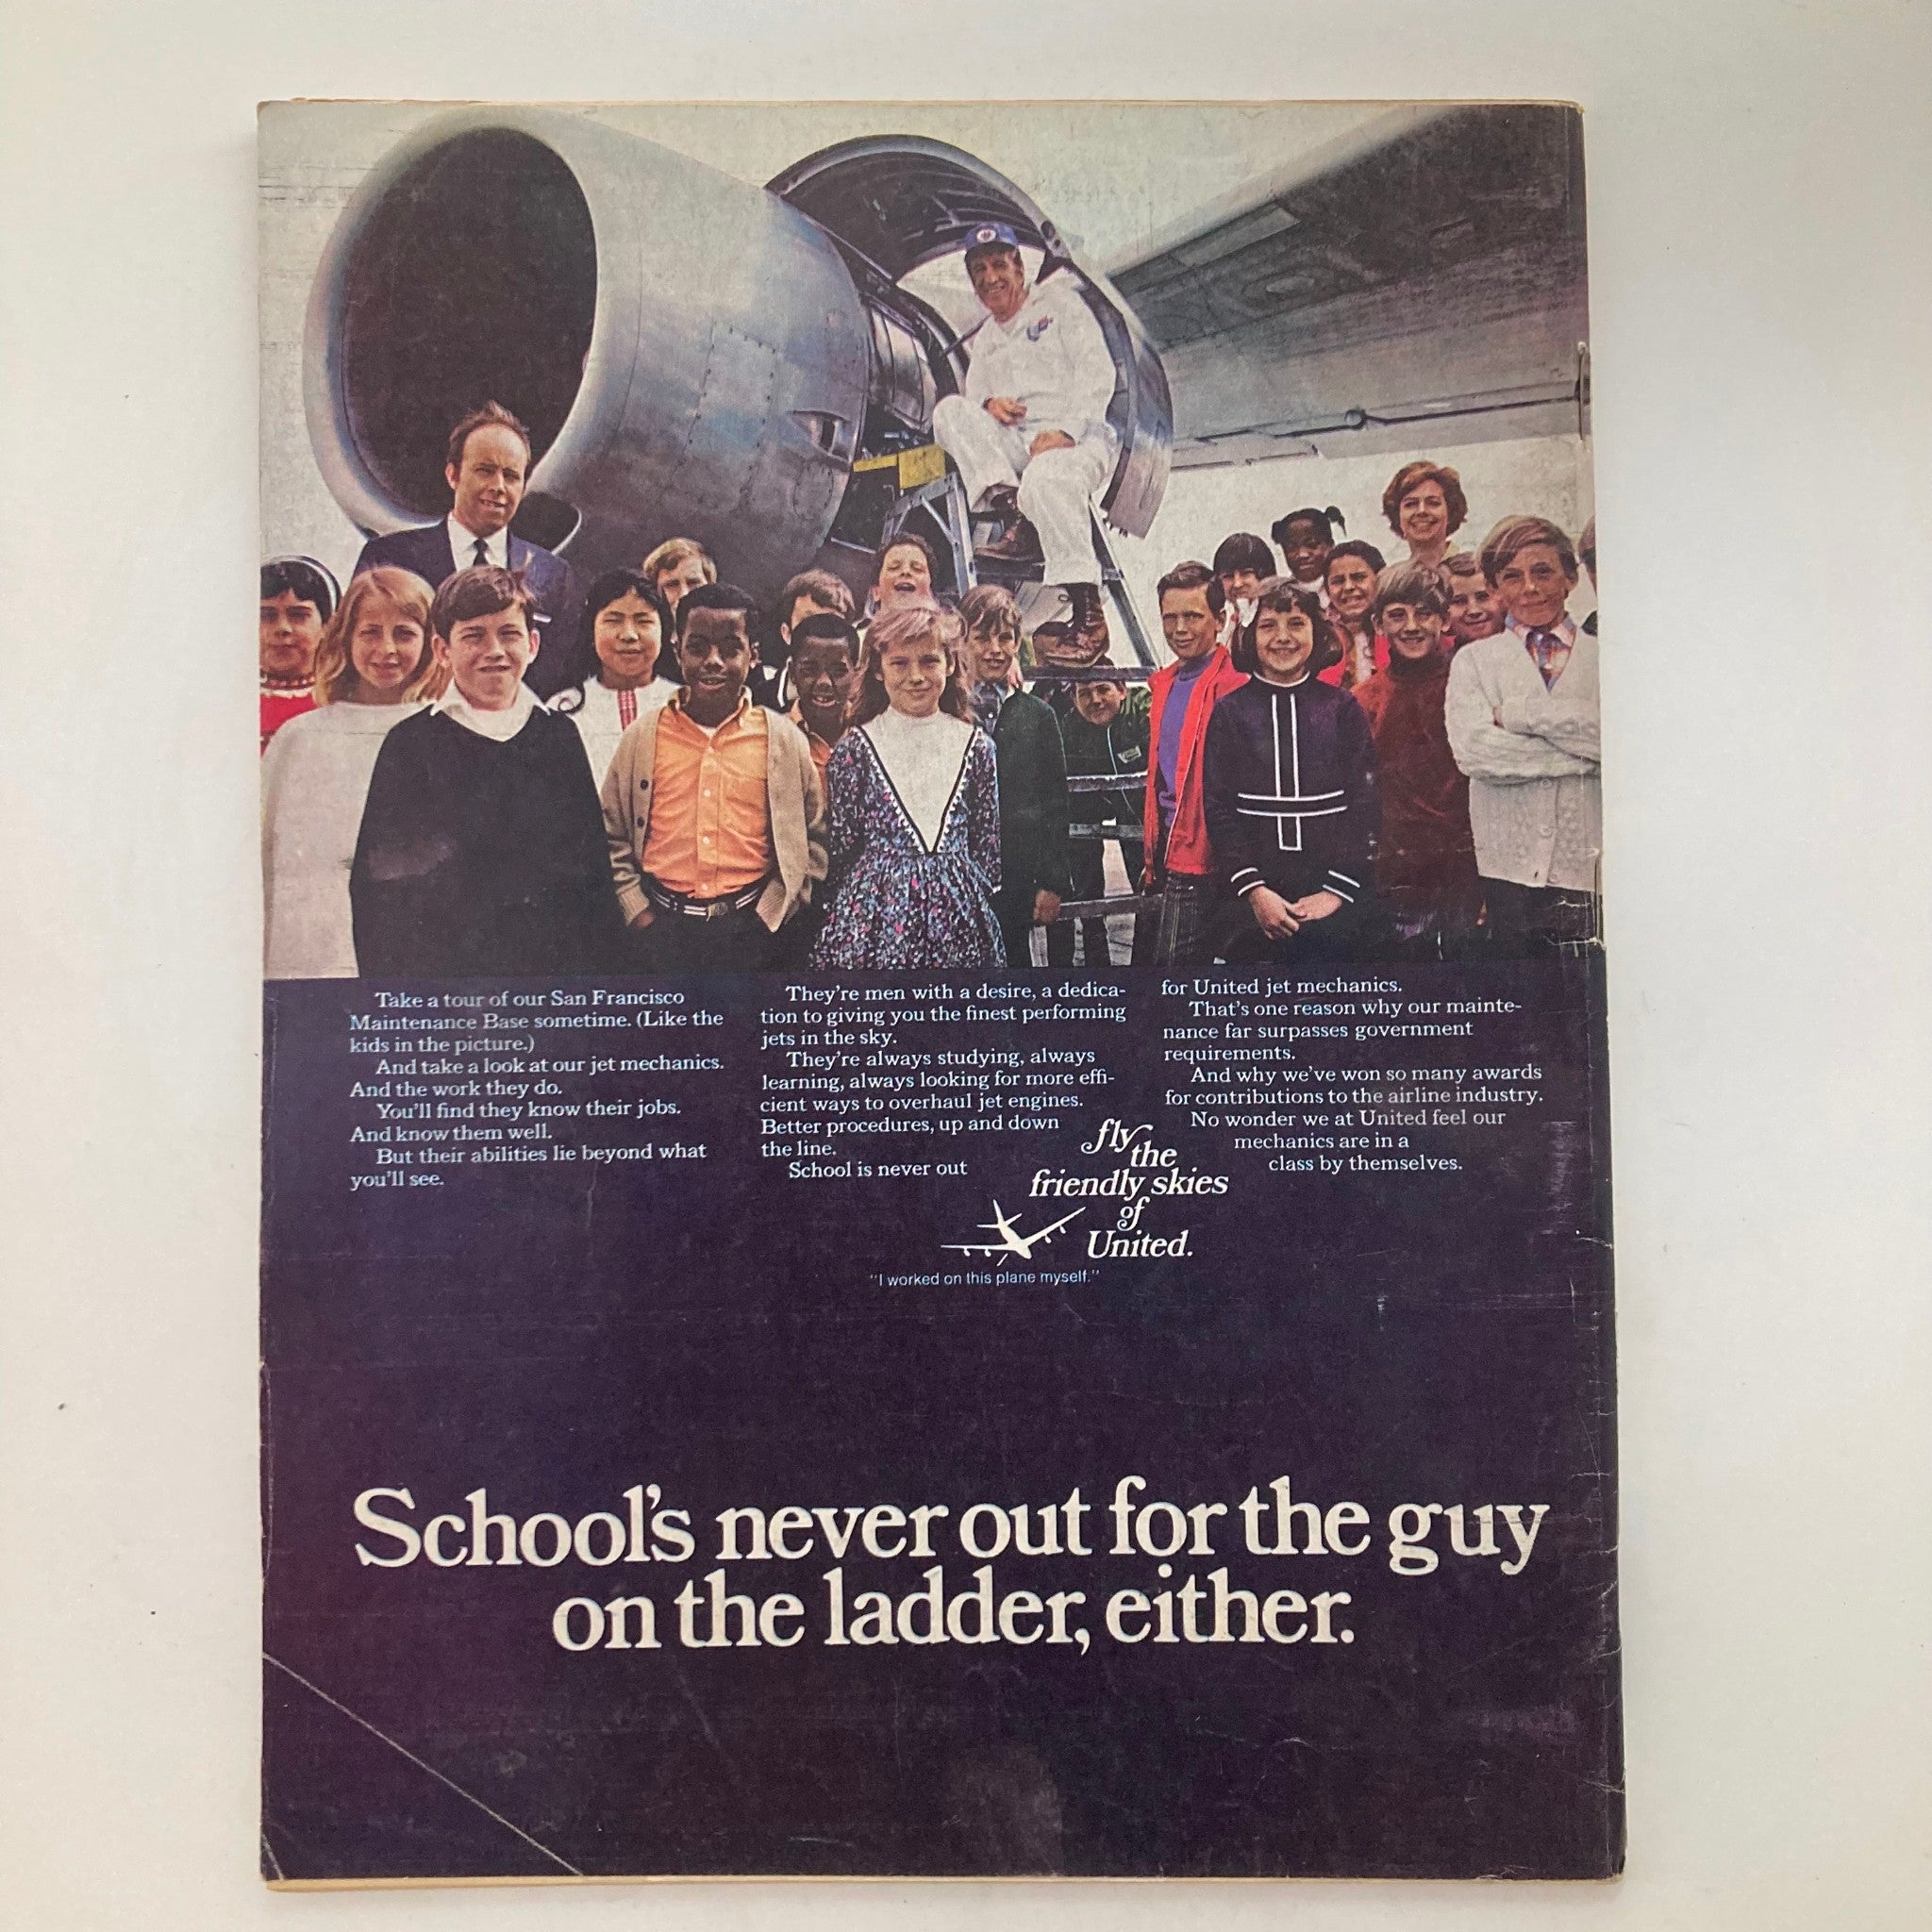 Take a tour of our San Francisco
Maintenance Base sometime. (Like the
kids in the picture.)
And take a look at our jet mechanics.
And the work they do.
You'll find they know their jobs.
And know them well.
But their abilities lie beyond what
you'll see.
They're men with a desire, a dedica-
tion to giving you the finest performing
jets in the sky.
They're always studying, always
learning, always looking for more effi-
cient ways to overhaul jet engines.
Better procedures, up and down
the line.
School is never out
for United jet mechanics.
That's one reason why our mainte-
nance far surpasses government
requirements.
And why we've won so many awards
for contributions to the airline industry.
No wonder we at United feel our
mechanics are in a
class by themselves.
fly
the
friendly skies
of
United.
"I worked on this plane myself."
School's never out for the guy
on the ladder, either.